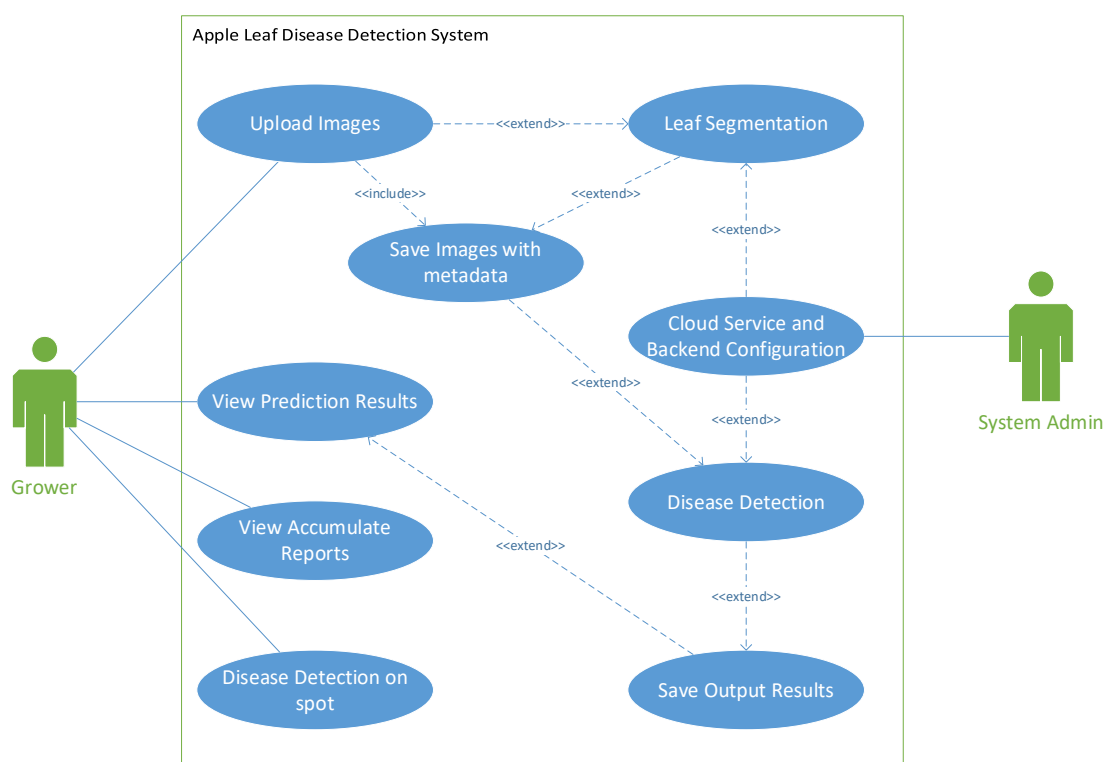 Apple Leaf Disease Detection System
Upload Images
<<extend>>
Leaf Segmentation
<<include>>
<<extend>>
Save Images with
metadata
<<extend>>
Cloud Service and
Backend Configuration
System Admin
<<extend>>
View Prediction Results
<<extend>>
Grower
Disease Detection
View Accumulate
Reports
<<extend>>
<<extend>>
Disease Detection on
spot
Save Output Results